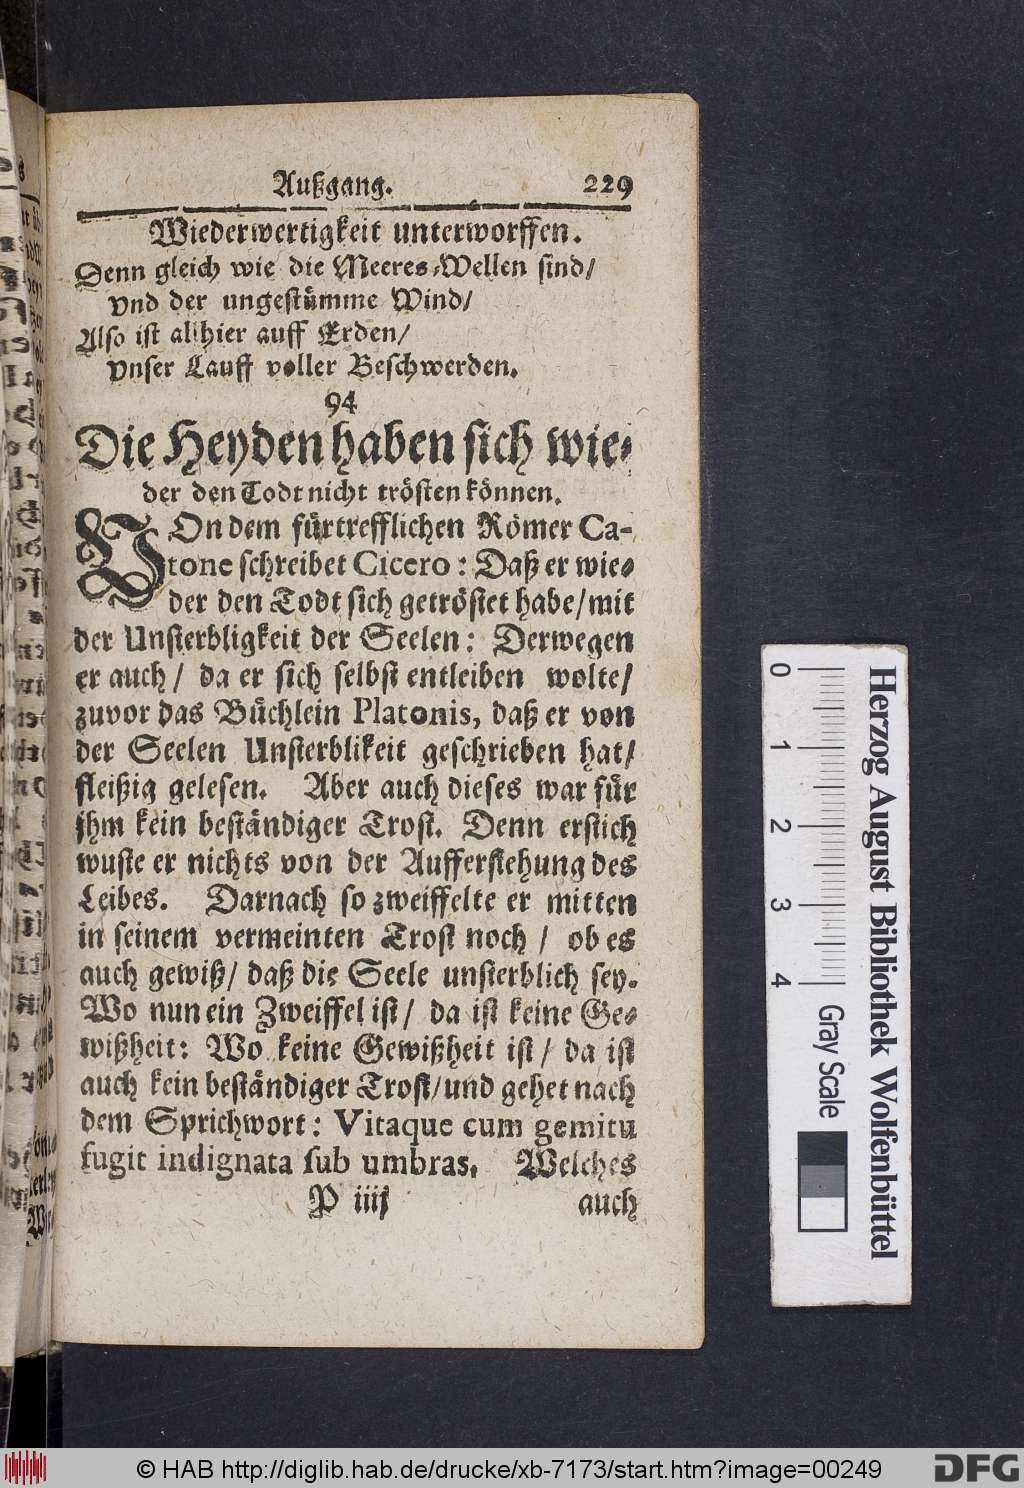 Außgang. 229
Wiederwertigkeit unterworffen.
Denn gleich wie die Meeres-Wellen sind/
vnd der ungestümme Wind/
Also ist allhier auff Erden/
vnser Lauff voller Beschwerden.
94
Die Heyden haben sich wie-
der den Todt nicht trösten können.
VOn dem fürtrefflichen Römer Ca-
tone schreibet Cicero: Daß er wie-
der den Todt sich getröstet habe/mit
der Unsterbligkeit der Seelen: Derwegen
er auch/ da er sich selbst entleiben wolte/
zuvor das Büchlein Platonis, daß er von
der Seelen Unsterblikeit geschrieben hat/
fleißig gelesen. Aber auch dieses war für
jhm kein beständiger Trost. Denn erstlich
wuste er nichts von der Aufferstehung des
Leibes. Darnach so zweiffelte er mitten
in seinem vermeinten Trost noch/ ob es
auch gewiß/ daß die Seele unsterblich sey.
Wo nun ein Zweiffel ist/ da ist keine Ge-
wißheit: Wo keine Gewißheit ist/ da ist
auch kein beständiger Trost/und gehet nach
dem Sprichwort: Vitaque cum gemitu
fugit indignata sub umbras. Welches
P iiij auch
0 1 2 3 4 Gray Scale
Herzog August Bibliothek Wolfenbüttel
© HAB http://diglib.hab.de/drucke/xb-7173/start.htm?image=00249
DFG